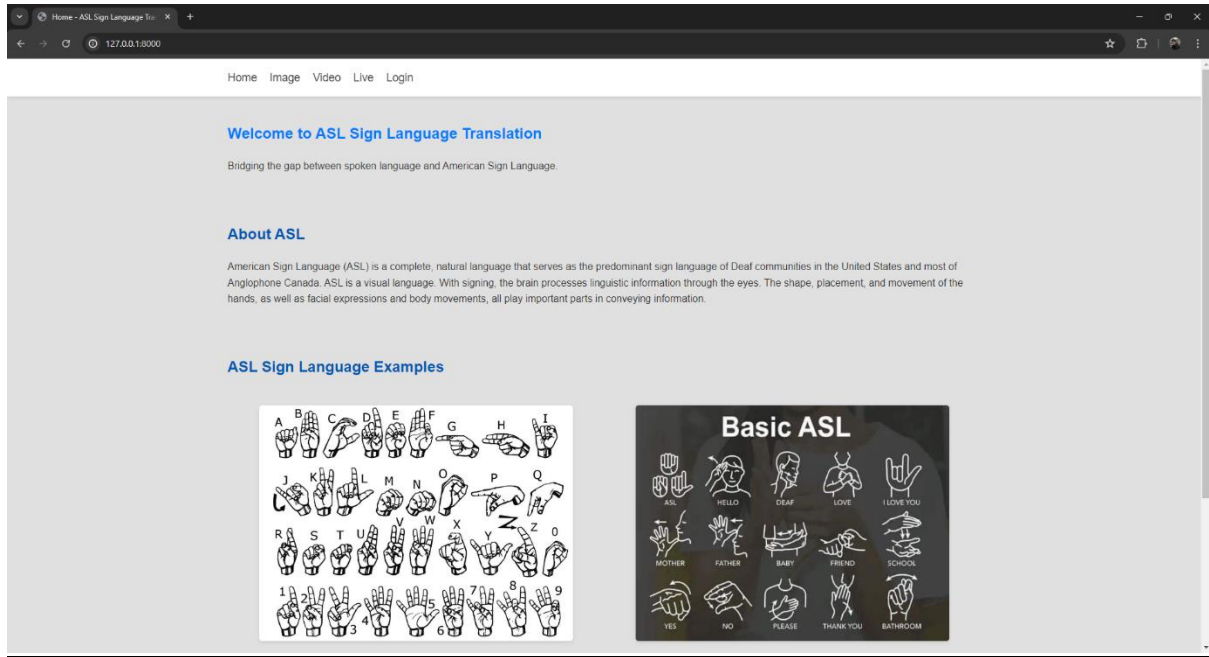 Home - ASL Sign Language Tra
127.0.0.1:8000
Home Image Video Live Login
Welcome to ASL Sign Language Translation
Bridging the gap between spoken language and American Sign Language.
About ASL
American Sign Language (ASL) is a complete, natural language that serves as the predominant sign language of Deaf communities in the United States and most of
Anglophone Canada. ASL is a visual language. With signing, the brain processes linguistic information through the eyes. The shape, placement, and movement of the
hands, as well as facial expressions and body movements, all play important parts in conveying information.
ASL Sign Language Examples
A B C D E F G H I
J K L M N O P Q
R S T U V W X Y Z 0
1 2 3 4 5 6 7 8 9
Basic ASL
ASL HELLO DEAF LOVE I LOVE YOU
MOTHER FATHER BABY FRIEND SCHOOL
YES NO PLEASE THANK YOU BATHROOM